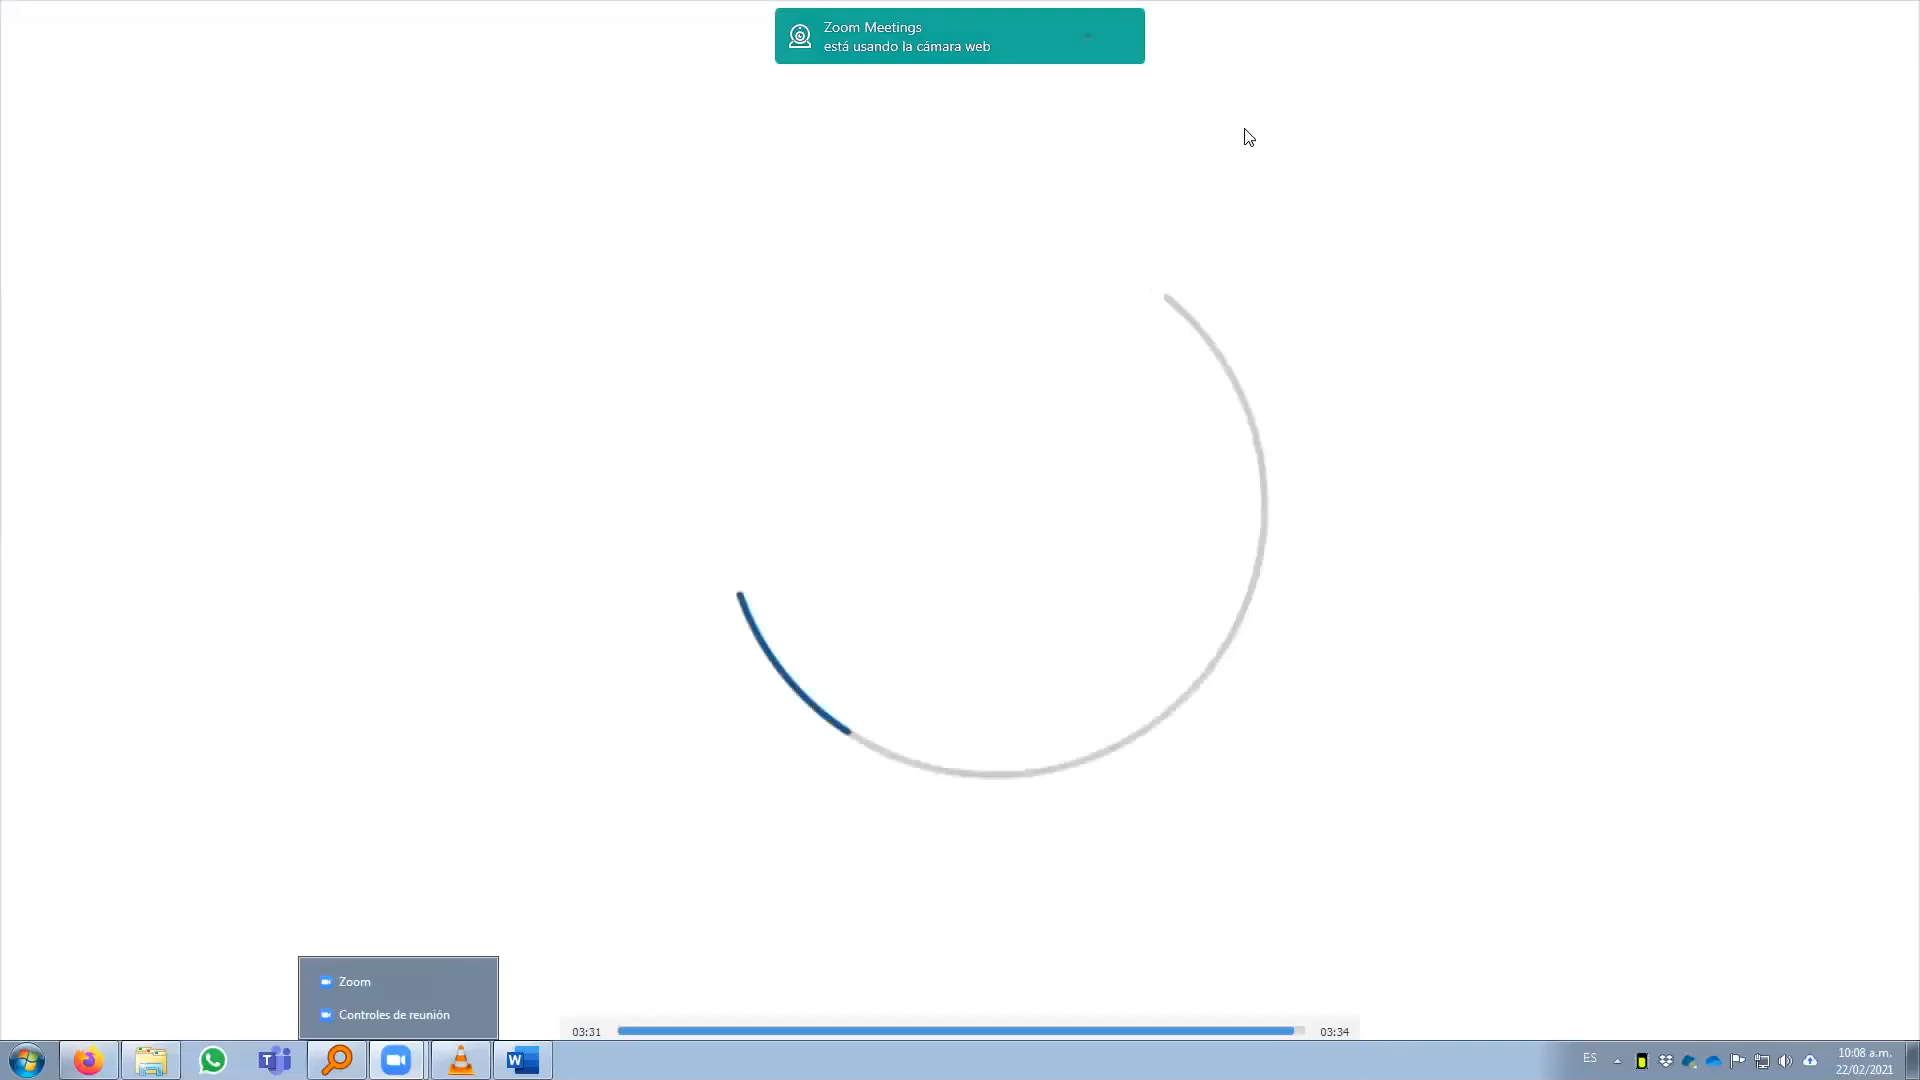 Zoom Meetings
está usando la cámara web
Zoom
Controles de reunión
03:31
03:34
ES
10:08 a.m.
22/02/2021